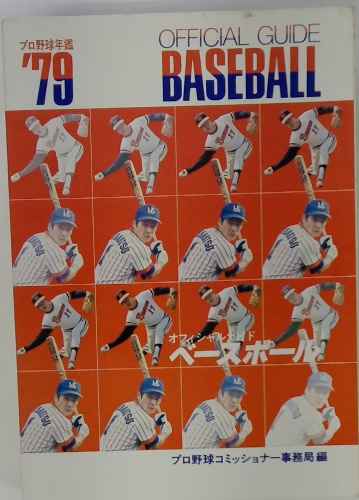 プロ野球年鑑
'79
OFFICIAL GUIDE
BASEBALL
オフィシャルガイド
ベースボール
プロ野球コミッショナー事務局編